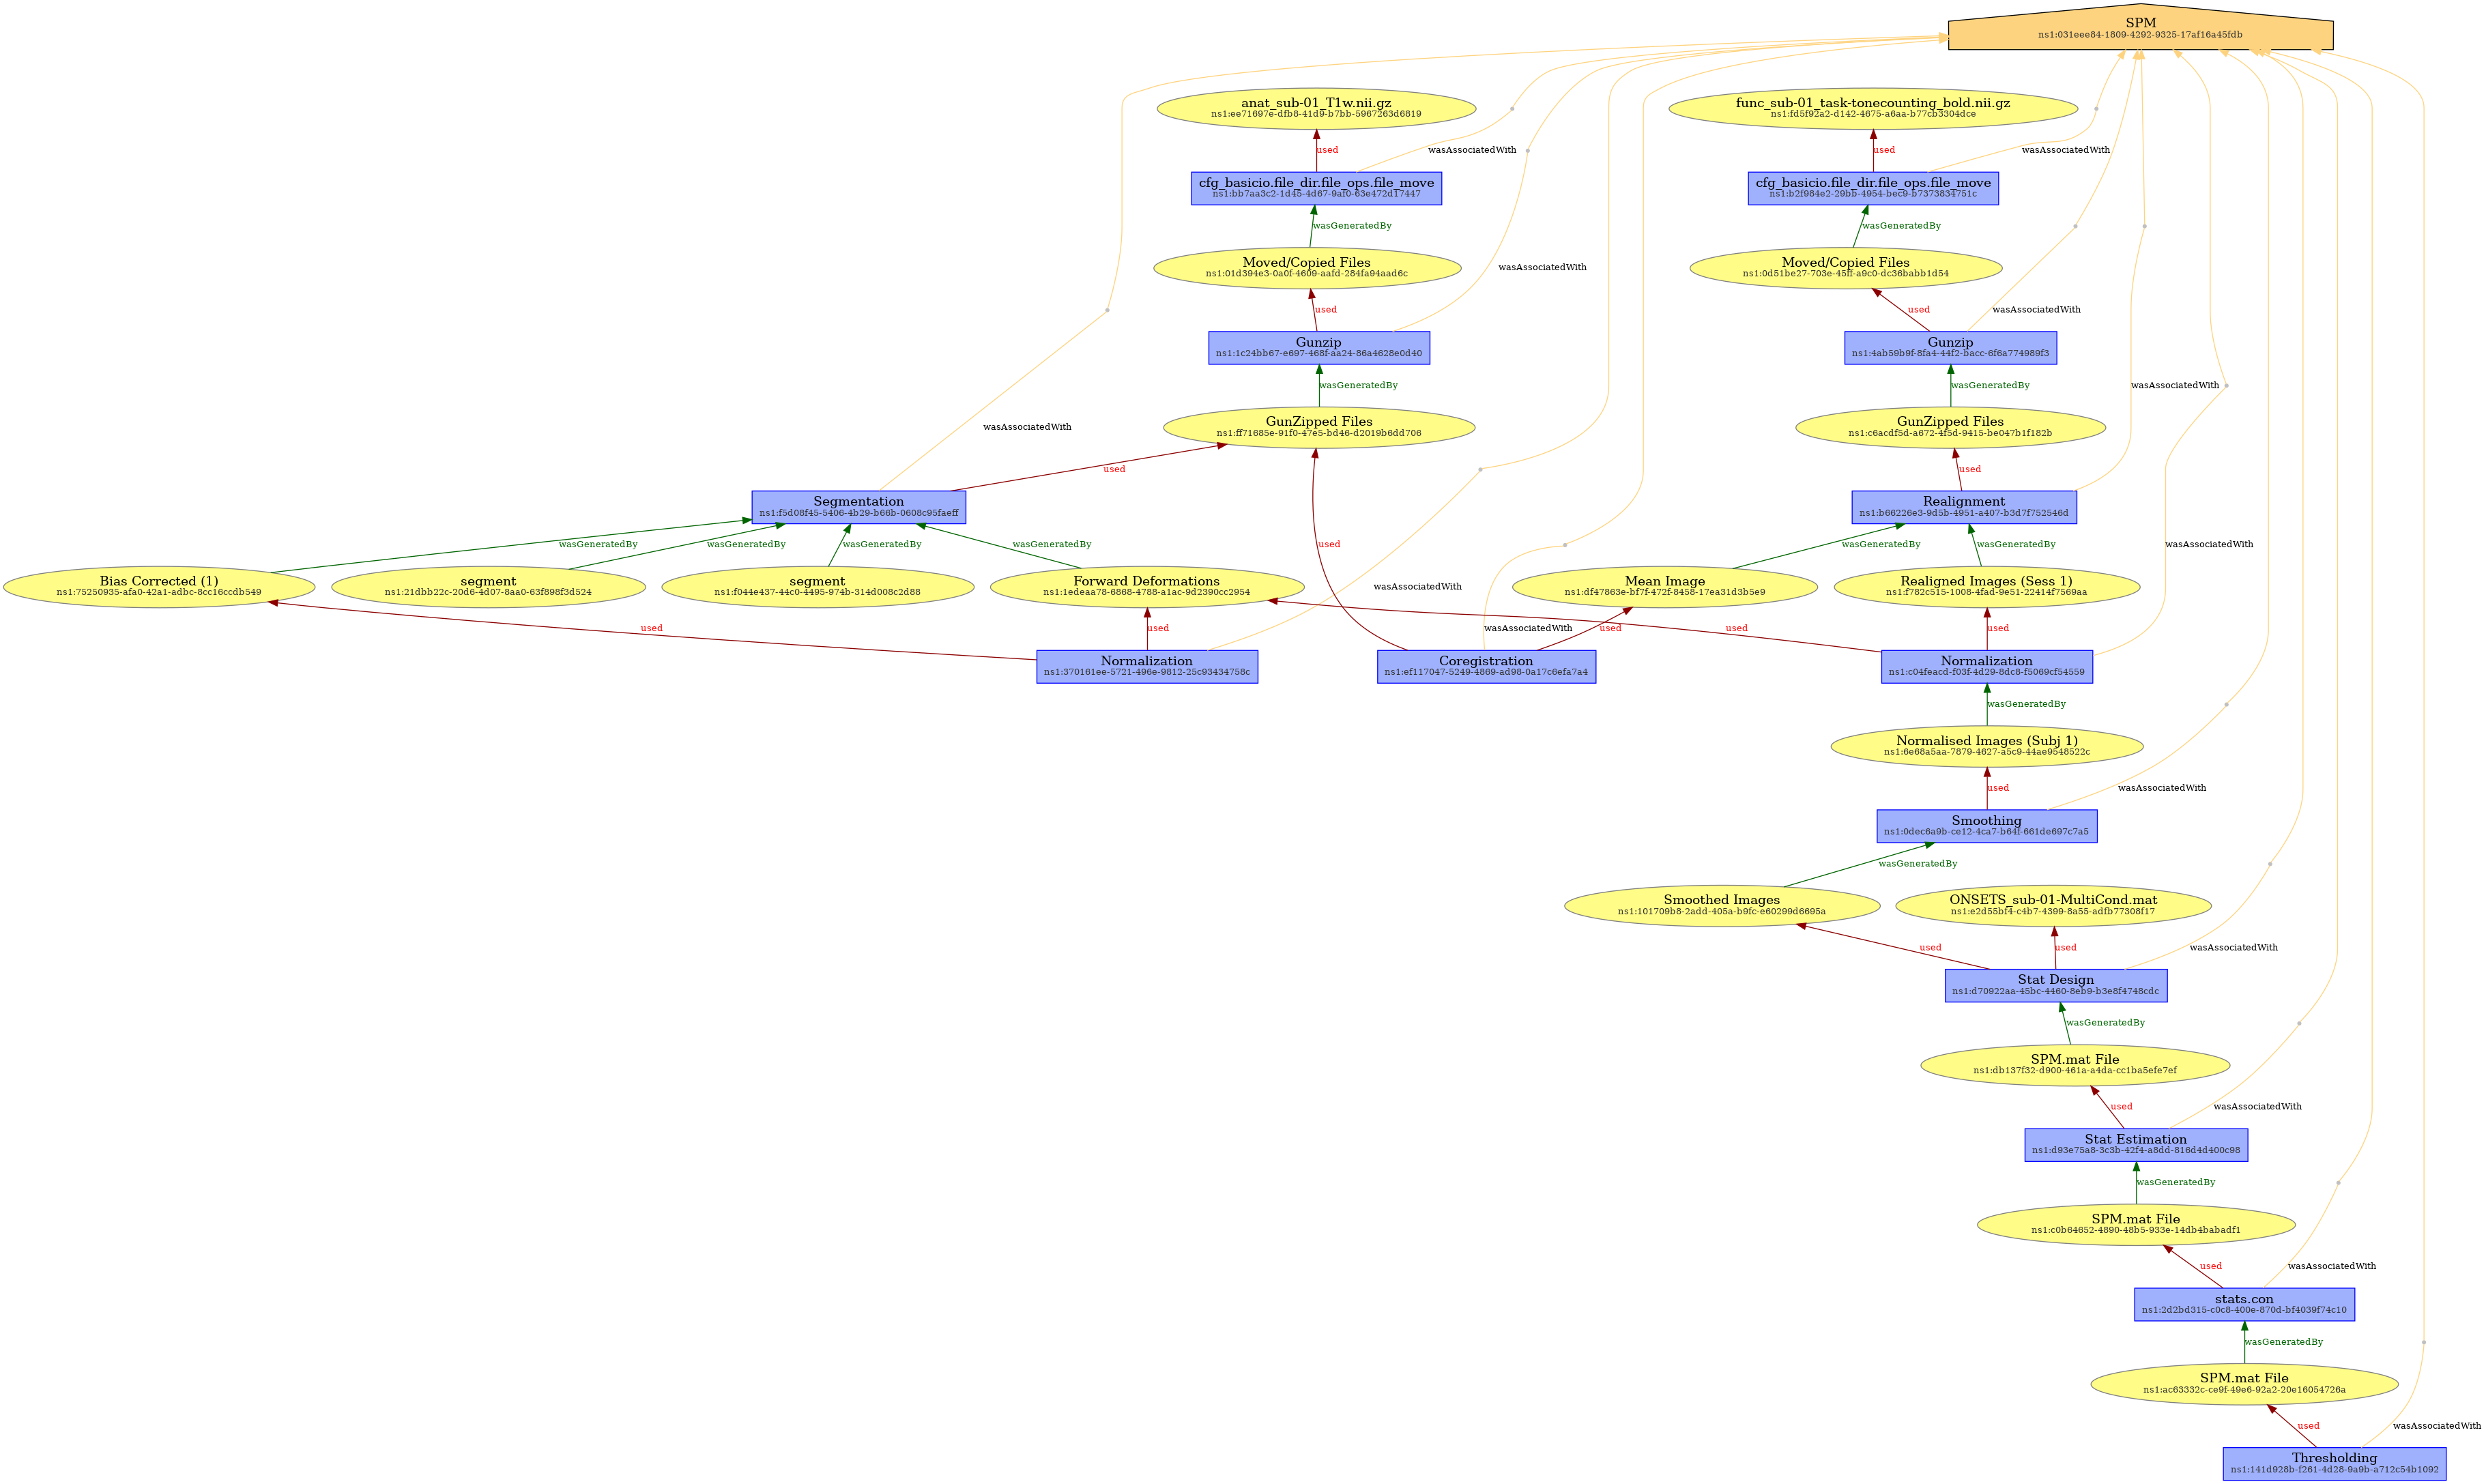 SPM
ns1:031eee84-1809-4292-9325-17af16a45fdb
anat_sub-01_T1w.nii.gz
ns1:ee71697e-dfb8-41d9-b7bb-5967263d6819
func_sub-01_task-tonecounting_bold.nii.gz
ns1:fd5f92a2-d142-4675-a6aa-b77cb3304dce
used
wasAssociatedWith
used
wasAssociatedWith
cfg_basicio.file_dir.file_ops.file_move
ns1:bb7aa3c2-1d45-4d67-9af0-63e472d17447
cfg_basicio.file_dir.file_ops.file_move
ns1:b2f984e2-29bb-4954-bec9-b7373834751c
wasGeneratedBy
wasGeneratedBy
Moved/Copied Files
ns1:01d394e3-0a0f-4609-aafd-284fa94aad6c
wasAssociatedWith
Moved/Copied Files
ns1:0d51be27-703e-45ff-a9c0-dc36babb1d54
used
used
wasAssociatedWith
Gunzip
ns1:1c24bb67-e697-468f-aa24-86a4628e0d40
Gunzip
ns1:4ab59b9f-8fa4-44f2-bacc-6f6a774989f3
wasGeneratedBy
wasGeneratedBy
wasAssociatedWith
wasAssociatedWith
GunZipped Files
ns1:ff71685e-91f0-47e5-bd46-d2019b6dd706
GunZipped Files
ns1:c6acdf5d-a672-4f5d-9415-be047b1f182b
used
used
Segmentation
ns1:f5d08f45-5406-4b29-b66b-0608c95faeff
Realignment
ns1:b66226e3-9d5b-4951-a407-b3d7f752546d
wasGeneratedBy
wasGeneratedBy
wasGeneratedBy
wasGeneratedBy
used
wasGeneratedBy
wasGeneratedBy
wasAssociatedWith
Bias Corrected (1)
ns1:75250935-afa0-42a1-adbc-8cc16ccdb549
segment
ns1:21dbb22c-20d6-4d07-8aa0-63f898f3d524
segment
ns1:f044e437-44c0-4495-974b-314d008c2d88
Forward Deformations
ns1:1edeaa78-6868-4788-a1ac-9d2390cc2954
wasAssociatedWith
Mean Image
ns1:df47863e-bf7f-472f-8458-17ea31d3b5e9
Realigned Images (Sess 1)
ns1:f782c515-1008-4fad-9e51-22414f7569aa
used
used
wasAssociatedWith
used
used
used
Normalization
ns1:370161ee-5721-496e-9812-25c93434758c
Coregistration
ns1:ef117047-5249-4869-ad98-0a17c6efa7a4
Normalization
ns1:c04feacd-f03f-4d29-8dc8-f5069cf54559
wasGeneratedBy
Normalised Images (Subj 1)
ns1:6e68a5aa-7879-4627-a5c9-44ae9548522c
used
wasAssociatedWith
Smoothing
ns1:0dec6a9b-ce12-4ca7-b64f-661de697c7a5
wasGeneratedBy
Smoothed Images
ns1:101709b8-2add-405a-b9fc-e60299d6695a
ONSETS_sub-01-MultiCond.mat
ns1:e2d55bf4-c4b7-4399-8a55-adfb77308f17
used
used
wasAssociatedWith
Stat Design
ns1:d70922aa-45bc-4460-8eb9-b3e8f4748cdc
wasGeneratedBy
SPM.mat File
ns1:db137f32-d900-461a-a4da-cc1ba5efe7ef
used
wasAssociatedWith
Stat Estimation
ns1:d93e75a8-3c3b-42f4-a8dd-816d4d400c98
wasGeneratedBy
SPM.mat File
ns1:c0b64652-4890-48b5-933e-14db4babadf1
used
wasAssociatedWith
stats.con
ns1:2d2bd315-c0c8-400e-870d-bf4039f74c10
wasGeneratedBy
SPM.mat File
ns1:ac63332c-ce9f-49e6-92a2-20e16054726a
used
wasAssociatedWith
Thresholding
ns1:141d928b-f261-4d28-9a9b-a712c54b1092